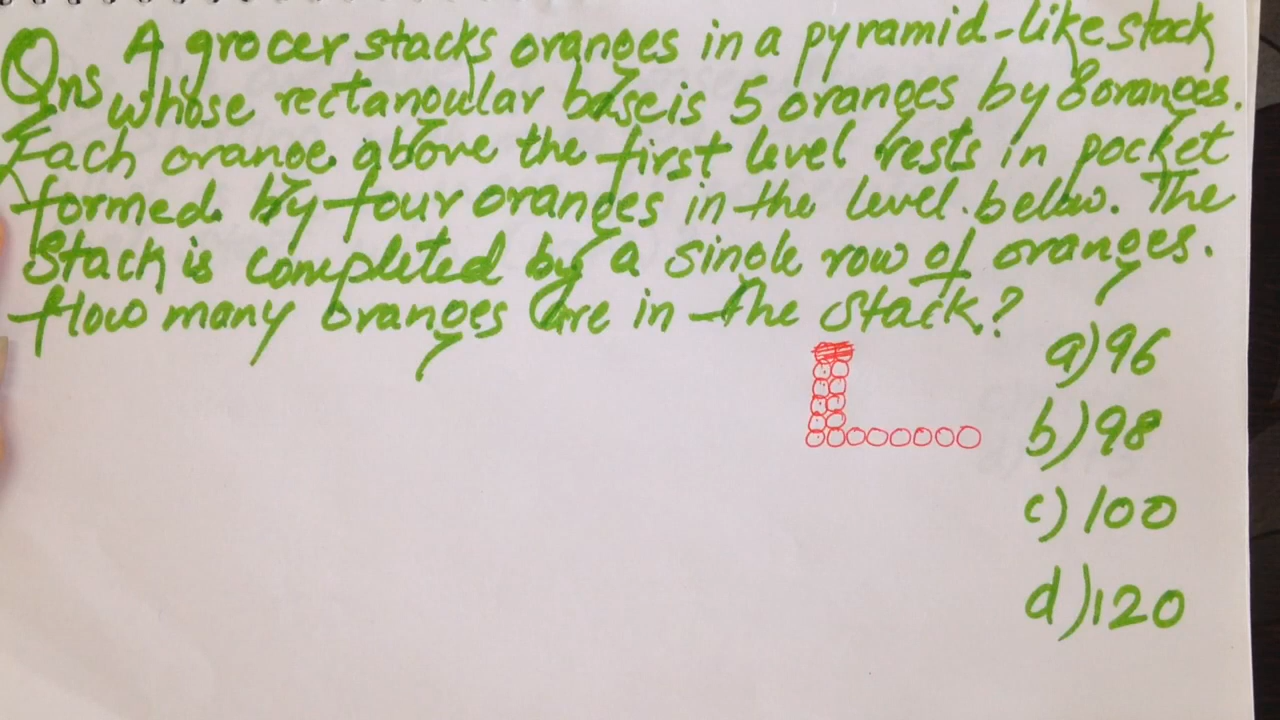 Qns A grocer stacks oranges in a pyramid-like stack
whose rectangular base is 5 oranges by 8 oranges.
Each orange above the first level rests in pocket
formed by four oranges in the level below. The
Stack is completed by a single row of oranges.
How many oranges are in the stack?
a) 96
b) 98
c) 100
d) 120